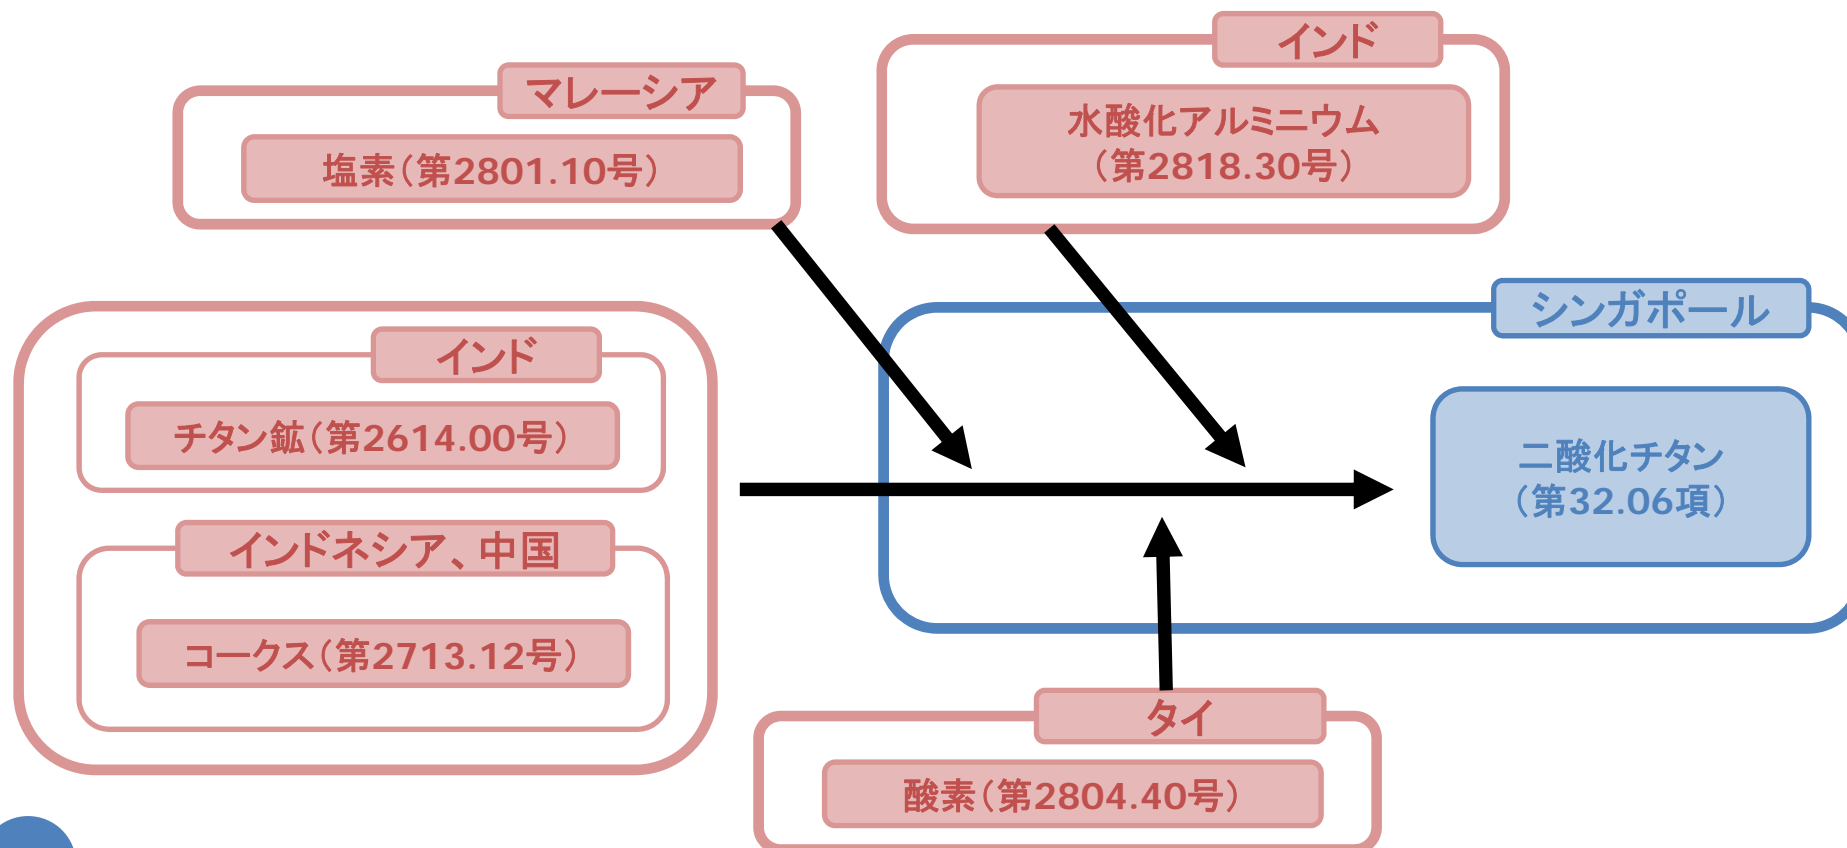 マレーシア
塩素（第2801.10号）
インド
水酸化アルミニウム
（第2818.30号）
インド
チタン鉱（第2614.00号）
インドネシア、中国
コークス（第2713.12号）
シンガポール
二酸化チタン
（第32.06項）
タイ
酸素（第2804.40号）